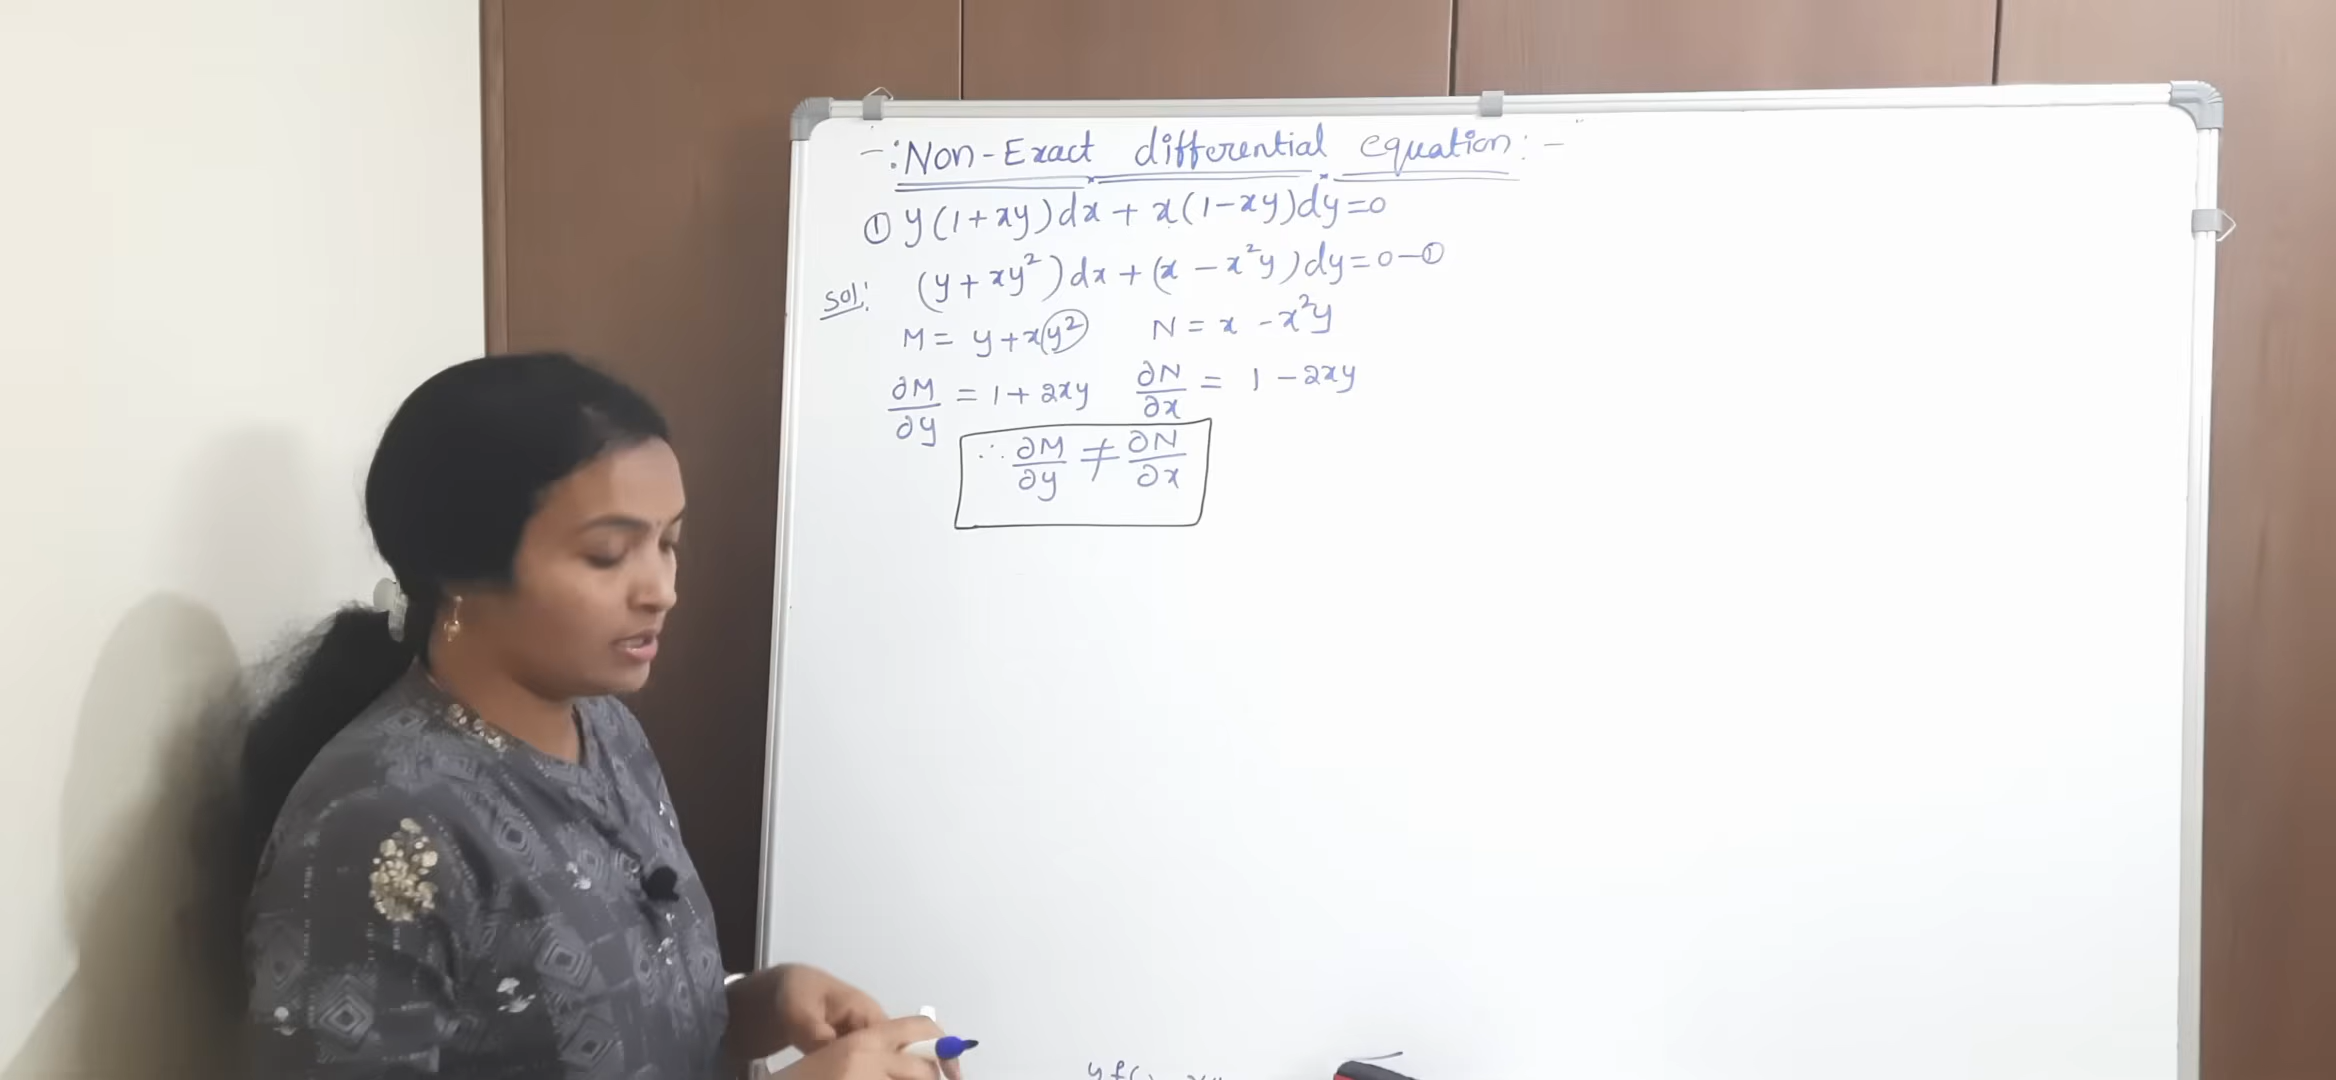 -: Non-Exact differential equation :-
① y(1+xy)dx + x(1-xy)dy=0
Sol: (y+xy²)dx + (x - x²y)dy=0-①
M = y+xy² N = x - x²y
∂M/∂y = 1+2xy ∂N/∂x = 1-2xy
∴ ∂M/∂y ≠ ∂N/∂x